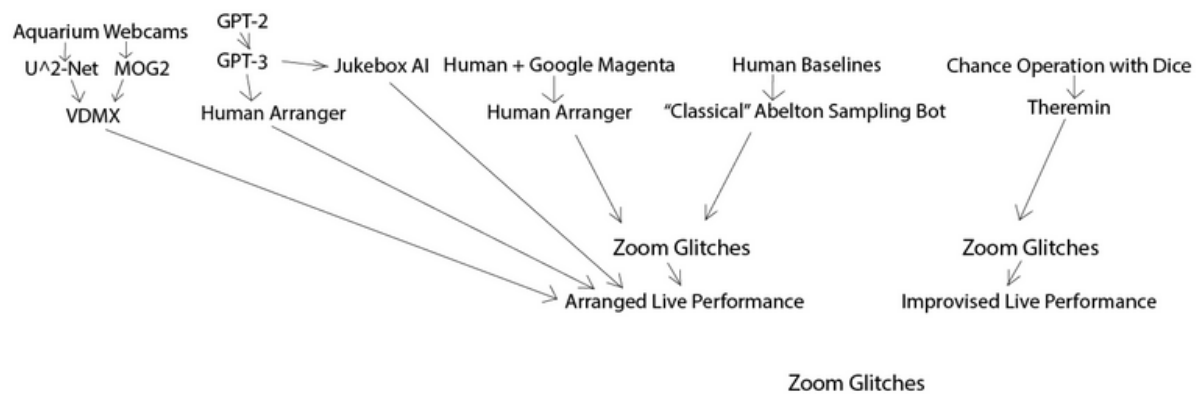 Aquarium Webcams
GPT-2
U^2-Net
MOG2
GPT-3
Jukebox AI
Human + Google Magenta
Human Baselines
Chance Operation with Dice
VDMX
Human Arranger
Human Arranger
“Classical” Abelton Sampling Bot
Theremin
Zoom Glitches
Zoom Glitches
Arranged Live Performance
Improvised Live Performance
Zoom Glitches